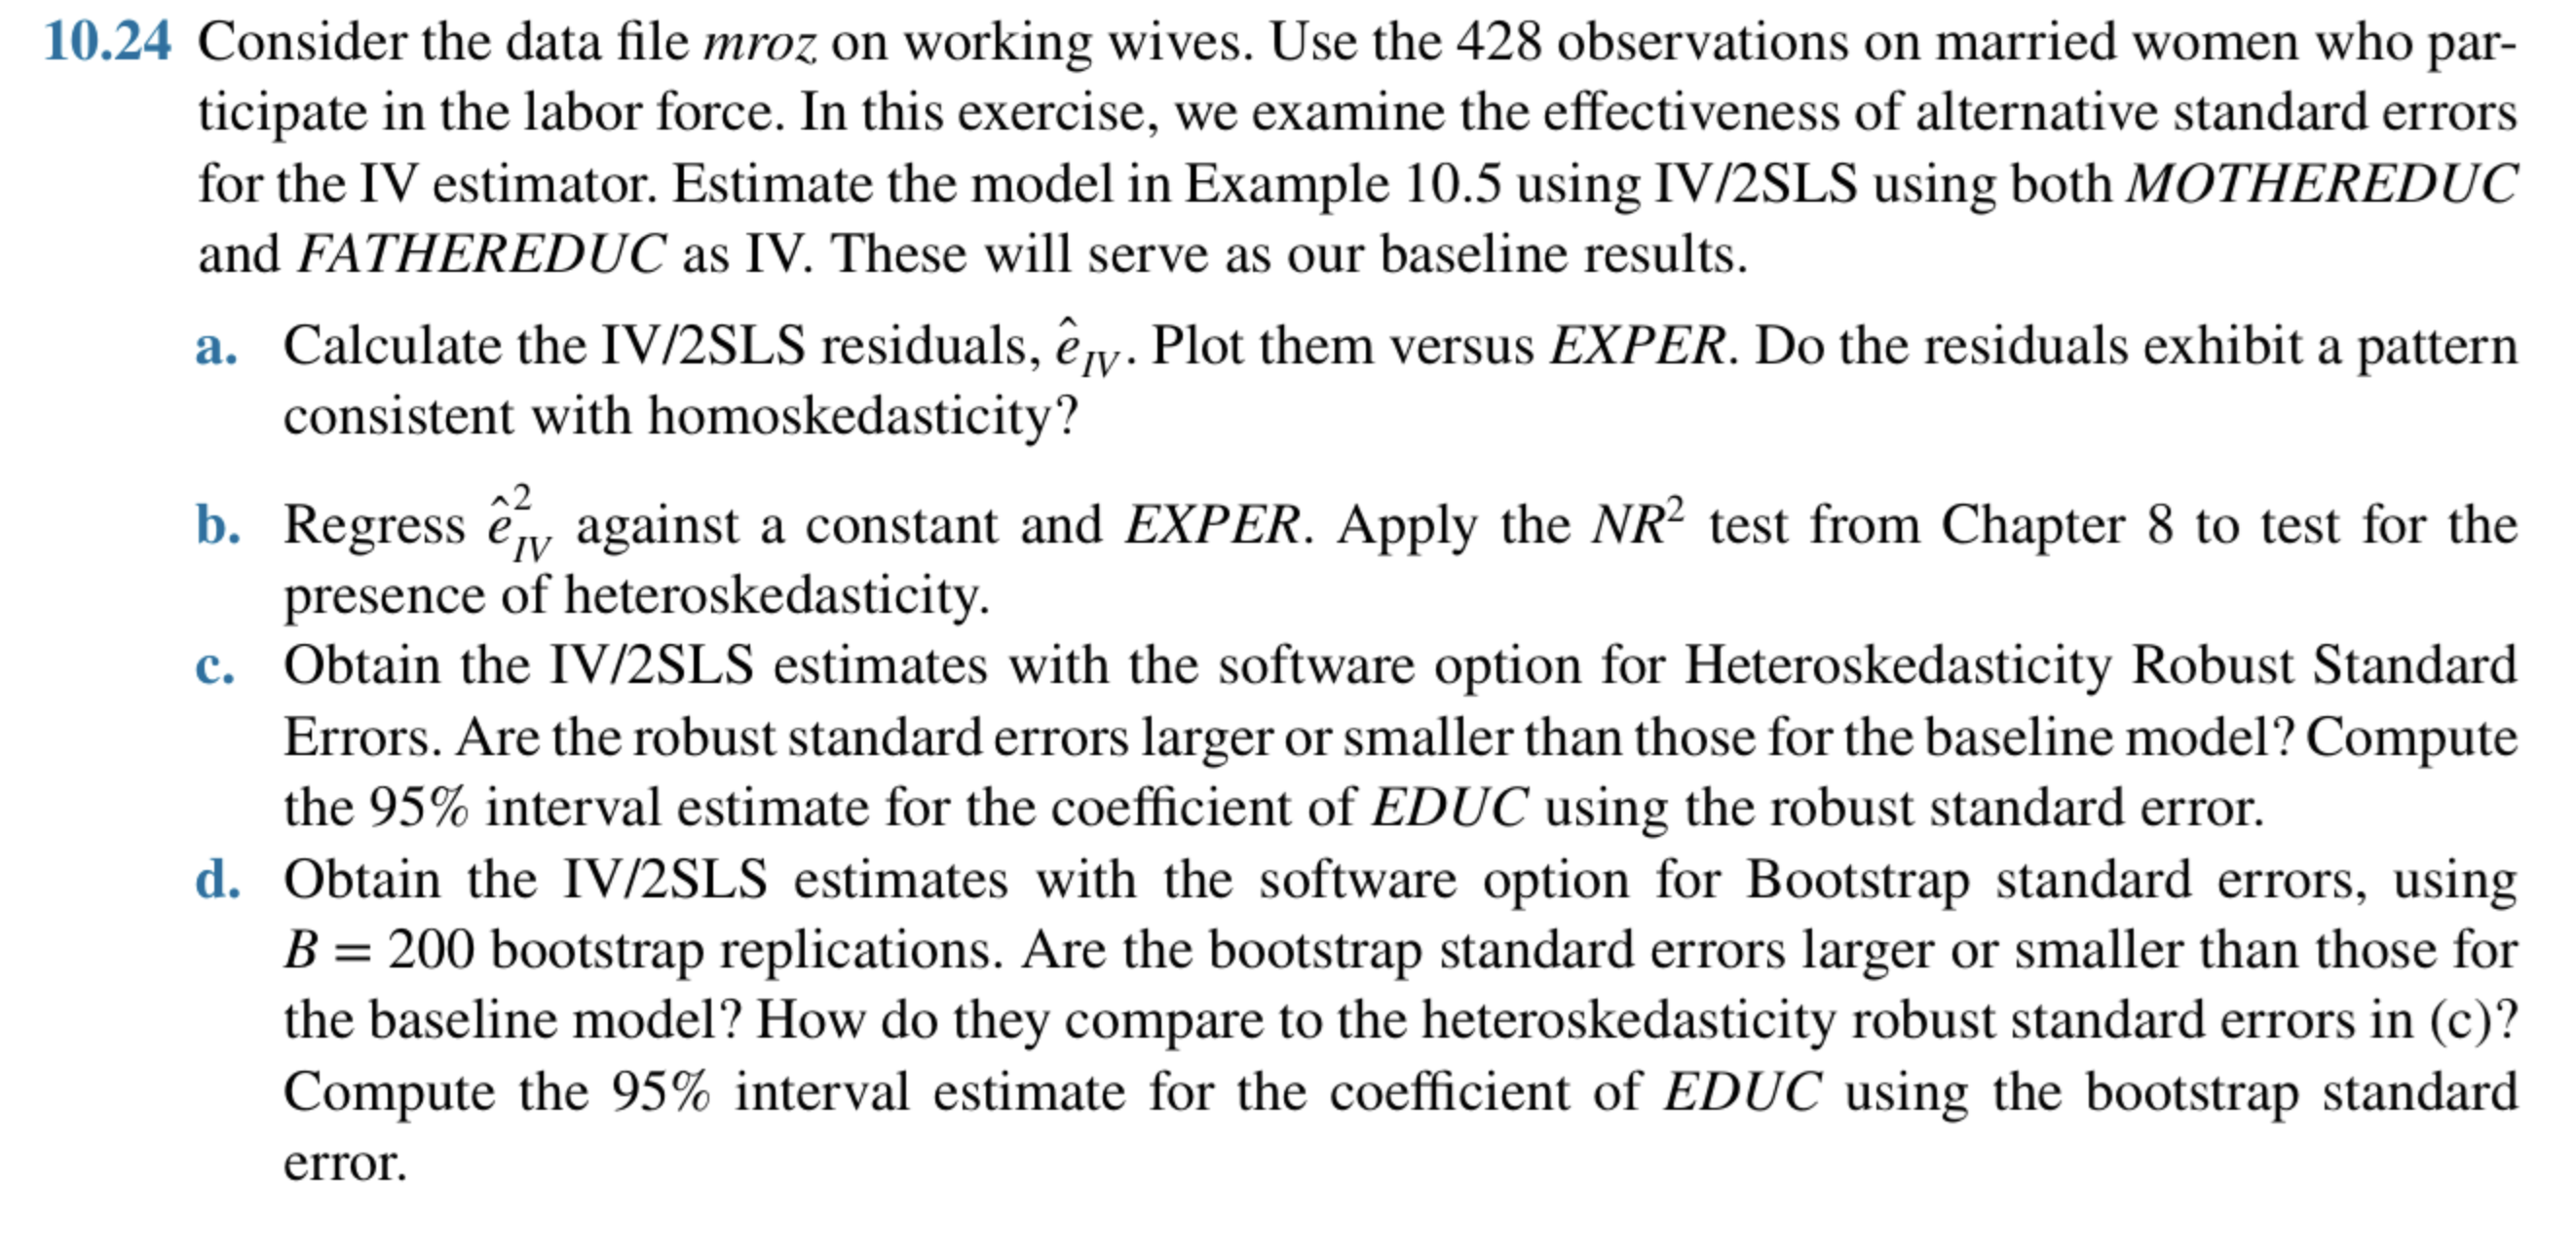 10.24 Consider the data file mroz on working wives. Use the 428 observations on married women who par-
ticipate in the labor force. In this exercise, we examine the effectiveness of alternative standard errors
for the IV estimator. Estimate the model in Example 10.5 using IV/2SLS using both MOTHEREDUC
and FATHEREDUC as IV. These will serve as our baseline results.
a. Calculate the IV/2SLS residuals, ê_IV. Plot them versus EXPER. Do the residuals exhibit a pattern
consistent with homoskedasticity?
b. Regress ê²_IV against a constant and EXPER. Apply the NR² test from Chapter 8 to test for the
presence of heteroskedasticity.
c. Obtain the IV/2SLS estimates with the software option for Heteroskedasticity Robust Standard
Errors. Are the robust standard errors larger or smaller than those for the baseline model? Compute
the 95% interval estimate for the coefficient of EDUC using the robust standard error.
d. Obtain the IV/2SLS estimates with the software option for Bootstrap standard errors, using
B = 200 bootstrap replications. Are the bootstrap standard errors larger or smaller than those for
the baseline model? How do they compare to the heteroskedasticity robust standard errors in (c)?
Compute the 95% interval estimate for the coefficient of EDUC using the bootstrap standard
error.